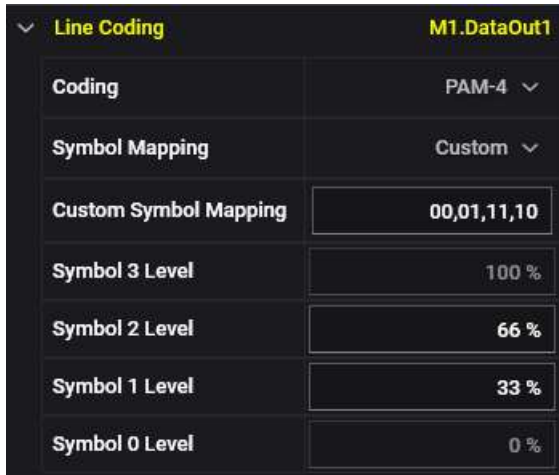 Line Coding M1.DataOut1
Coding PAM-4
Symbol Mapping Custom
Custom Symbol Mapping 00,01,11,10
Symbol 3 Level 100 %
Symbol 2 Level 66 %
Symbol 1 Level 33 %
Symbol 0 Level 0 %